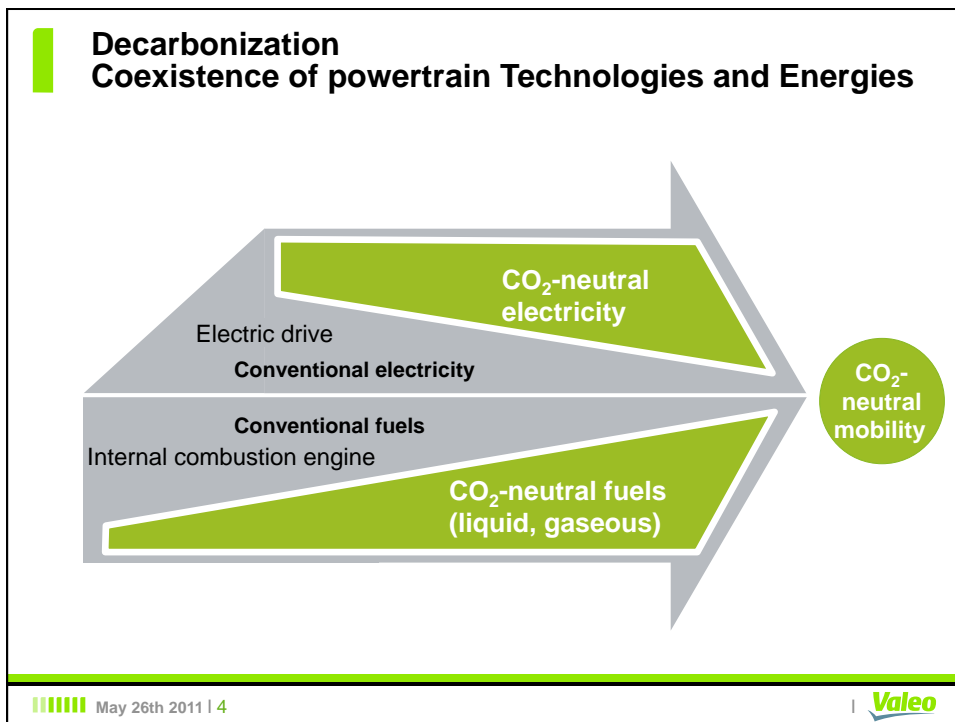 Decarbonization
Coexistence of powertrain Technologies and Energies
CO₂-neutral
electricity
Electric drive
Conventional electricity
Conventional fuels
Internal combustion engine
CO₂-neutral fuels
(liquid, gaseous)
CO₂-
neutral
mobility
May 26th 2011 I 4
I Valeo